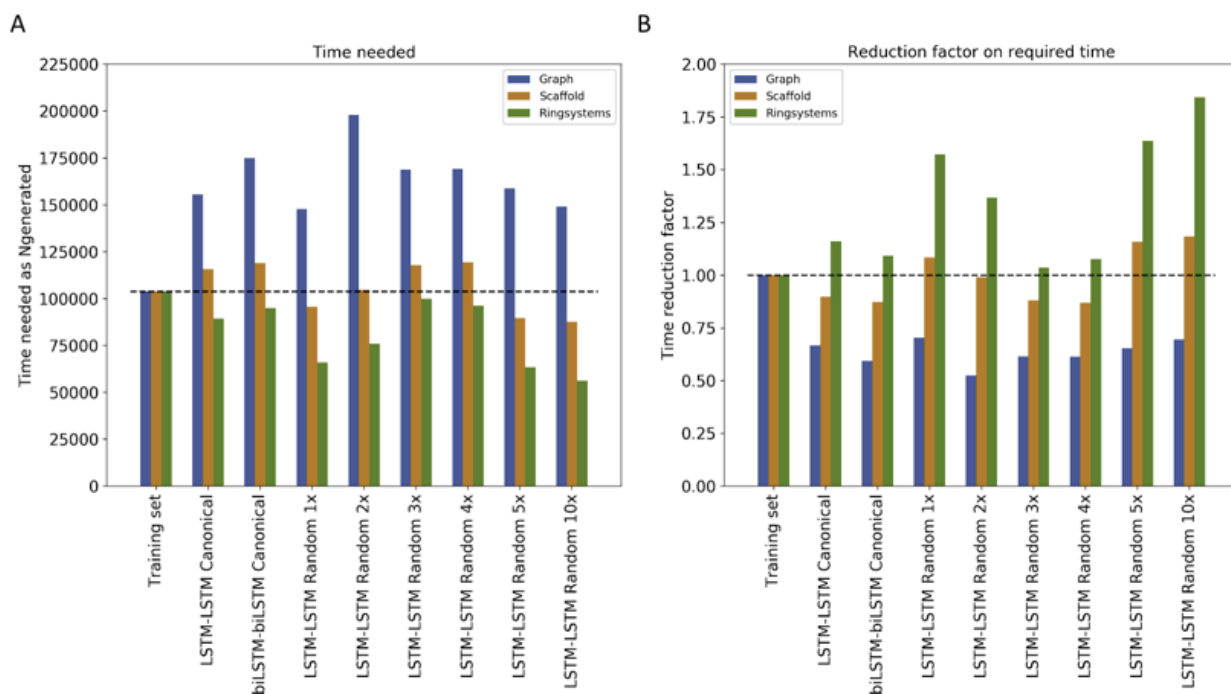 A
Time needed
Time needed as Ngenerated
225000
200000
175000
150000
125000
100000
75000
50000
25000
0
Graph
Scaffold
Ringsystems
Training set
LSTM-LSTM Canonical
biLSTM-biLSTM Canonical
LSTM-LSTM Random 1x
LSTM-LSTM Random 2x
LSTM-LSTM Random 3x
LSTM-LSTM Random 4x
LSTM-LSTM Random 5x
LSTM-LSTM Random 10x
B
Reduction factor on required time
Time reduction factor
2.00
1.75
1.50
1.25
1.00
0.75
0.50
0.25
0.00
Graph
Scaffold
Ringsystems
Training set
LSTM-LSTM Canonical
biLSTM-biLSTM Canonical
LSTM-LSTM Random 1x
LSTM-LSTM Random 2x
LSTM-LSTM Random 3x
LSTM-LSTM Random 4x
LSTM-LSTM Random 5x
LSTM-LSTM Random 10x